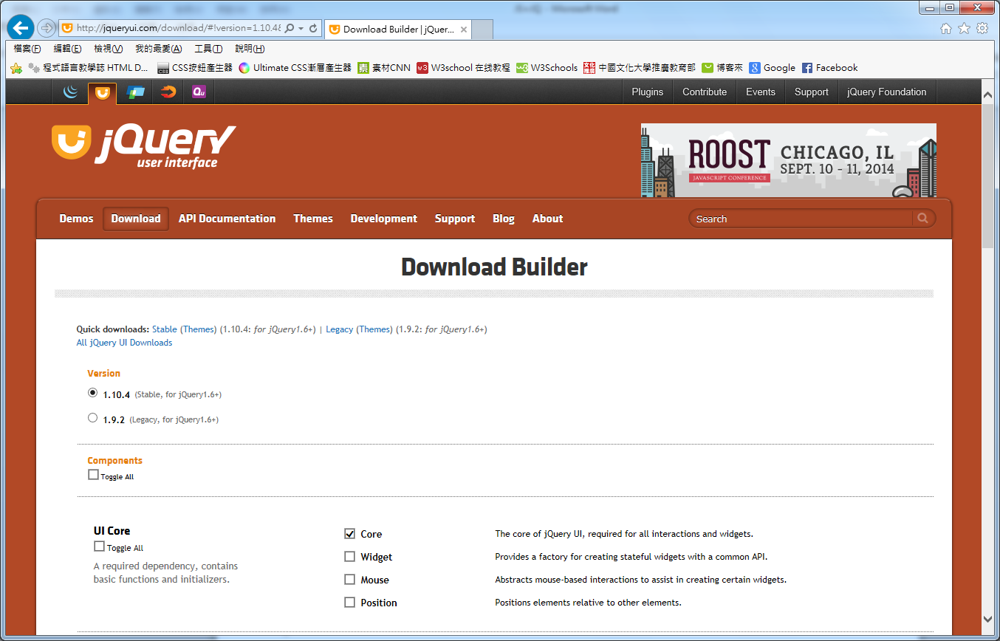 http://jqueryui.com/download/#!version=1.10.4&
Download Builder | jQuer...
檔案(F) 編輯(E) 檢視(V) 我的最愛(A) 工具(T) 說明(H)
程式語言教學誌 HTML D... CSS按鈕產生器 Ultimate CSS漸層產生器 素材CNN W3school 在线教程 W3Schools 中國文化大學推廣教育部 博客來 Google Facebook
Plugins Contribute Events Support jQuery Foundation
jQuery
user interface
ROOST
JAVASCRIPT CONFERENCE
CHICAGO, IL
SEPT. 10 - 11, 2014
Demos Download API Documentation Themes Development Support Blog About Search
Download Builder
Quick downloads: Stable (Themes) (1.10.4: for jQuery1.6+) | Legacy (Themes) (1.9.2: for jQuery1.6+)
All jQuery UI Downloads
Version
1.10.4 (Stable, for jQuery1.6+)
1.9.2 (Legacy, for jQuery1.6+)
Components
Toggle All
UI Core
Toggle All
A required dependency, contains
basic functions and initializers.
Core The core of jQuery UI, required for all interactions and widgets.
Widget Provides a factory for creating stateful widgets with a common API.
Mouse Abstracts mouse-based interactions to assist in creating certain widgets.
Position Positions elements relative to other elements.